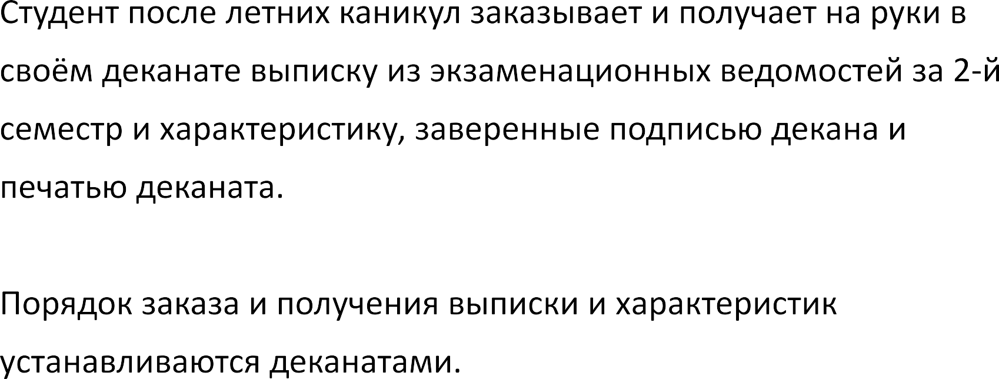 Студент после летних каникул заказывает и получает на руки в
своём деканате выписку из экзаменационных ведомостей за 2-й
семестр и характеристику, заверенные подписью декана и
печатью деканата.
Порядок заказа и получения выписки и характеристик
устанавливаются деканатами.